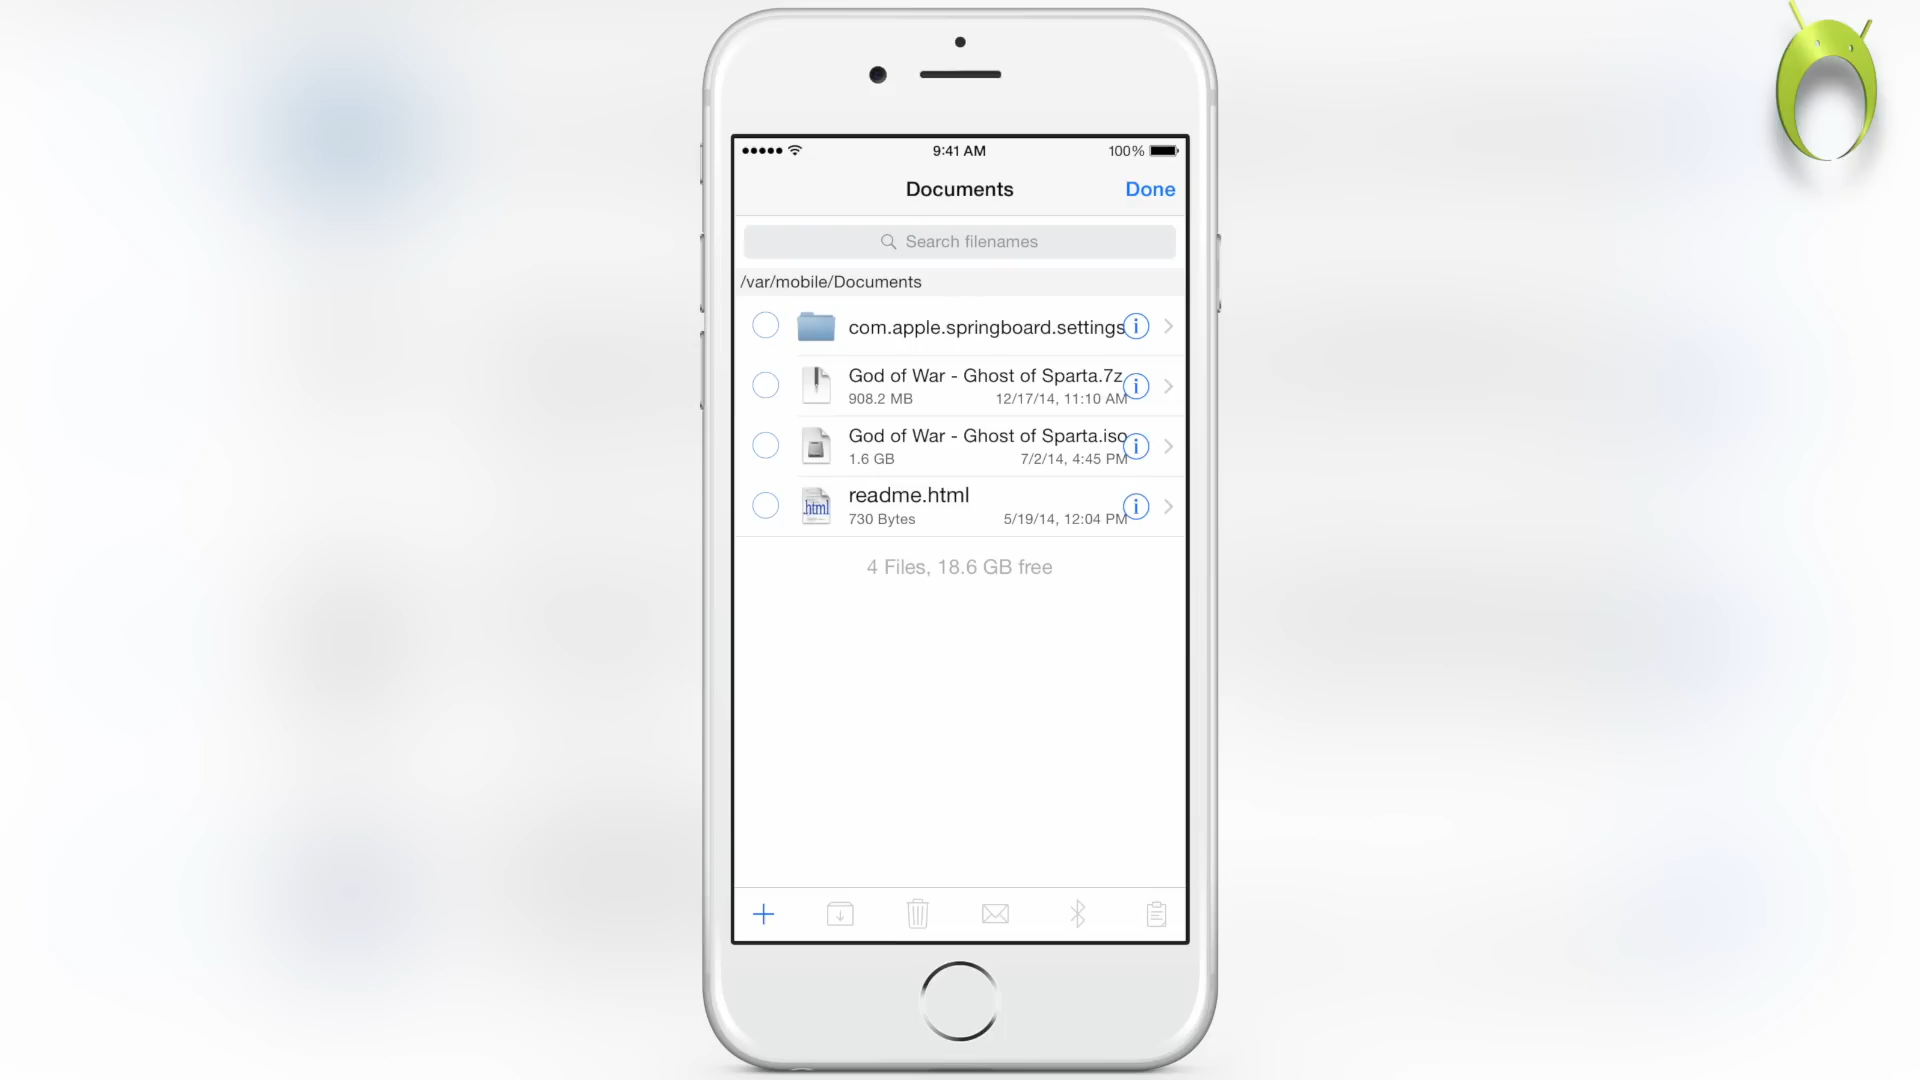 9:41 AM
100%
Documents
Done
Search filenames
/var/mobile/Documents
com.apple.springboard.settings
God of War - Ghost of Sparta.7z
908.2 MB
12/17/14, 11:10 AM
God of War - Ghost of Sparta.iso
1.6 GB
7/2/14, 4:45 PM
.html
readme.html
730 Bytes
5/19/14, 12:04 PM
4 Files, 18.6 GB free